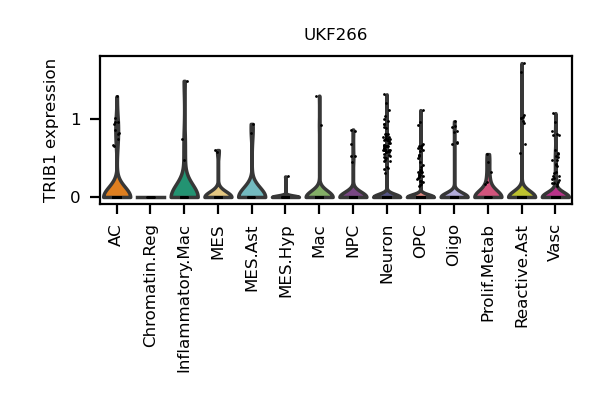 UKF266
TRIB1 expression
1
0
AC
Chromatin.Reg
Inflammatory.Mac
MES
MES.Ast
MES.Hyp
Mac
NPC
Neuron
OPC
Oligo
Prolif.Metab
Reactive.Ast
Vasc